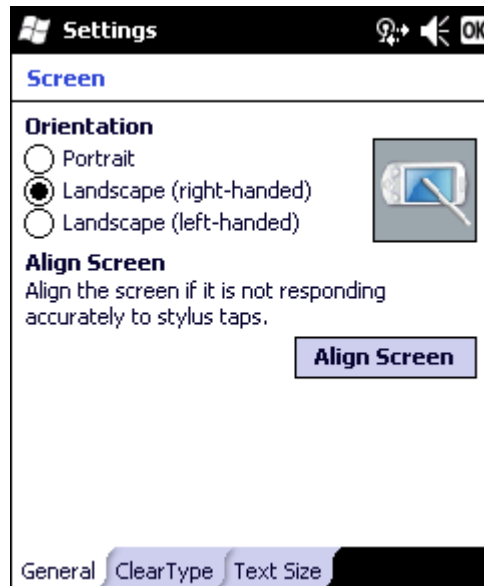 Settings
OK
Screen
Orientation
Portrait
Landscape (right-handed)
Landscape (left-handed)
Align Screen
Align the screen if it is not responding
accurately to stylus taps.
Align Screen
General ClearType Text Size